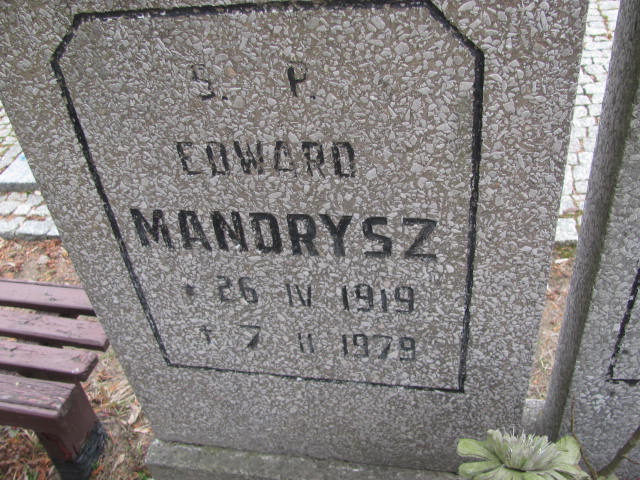 S. P.
EDWARD
MANDRYSZ
* 26 IV 1919
† 7 II 1979